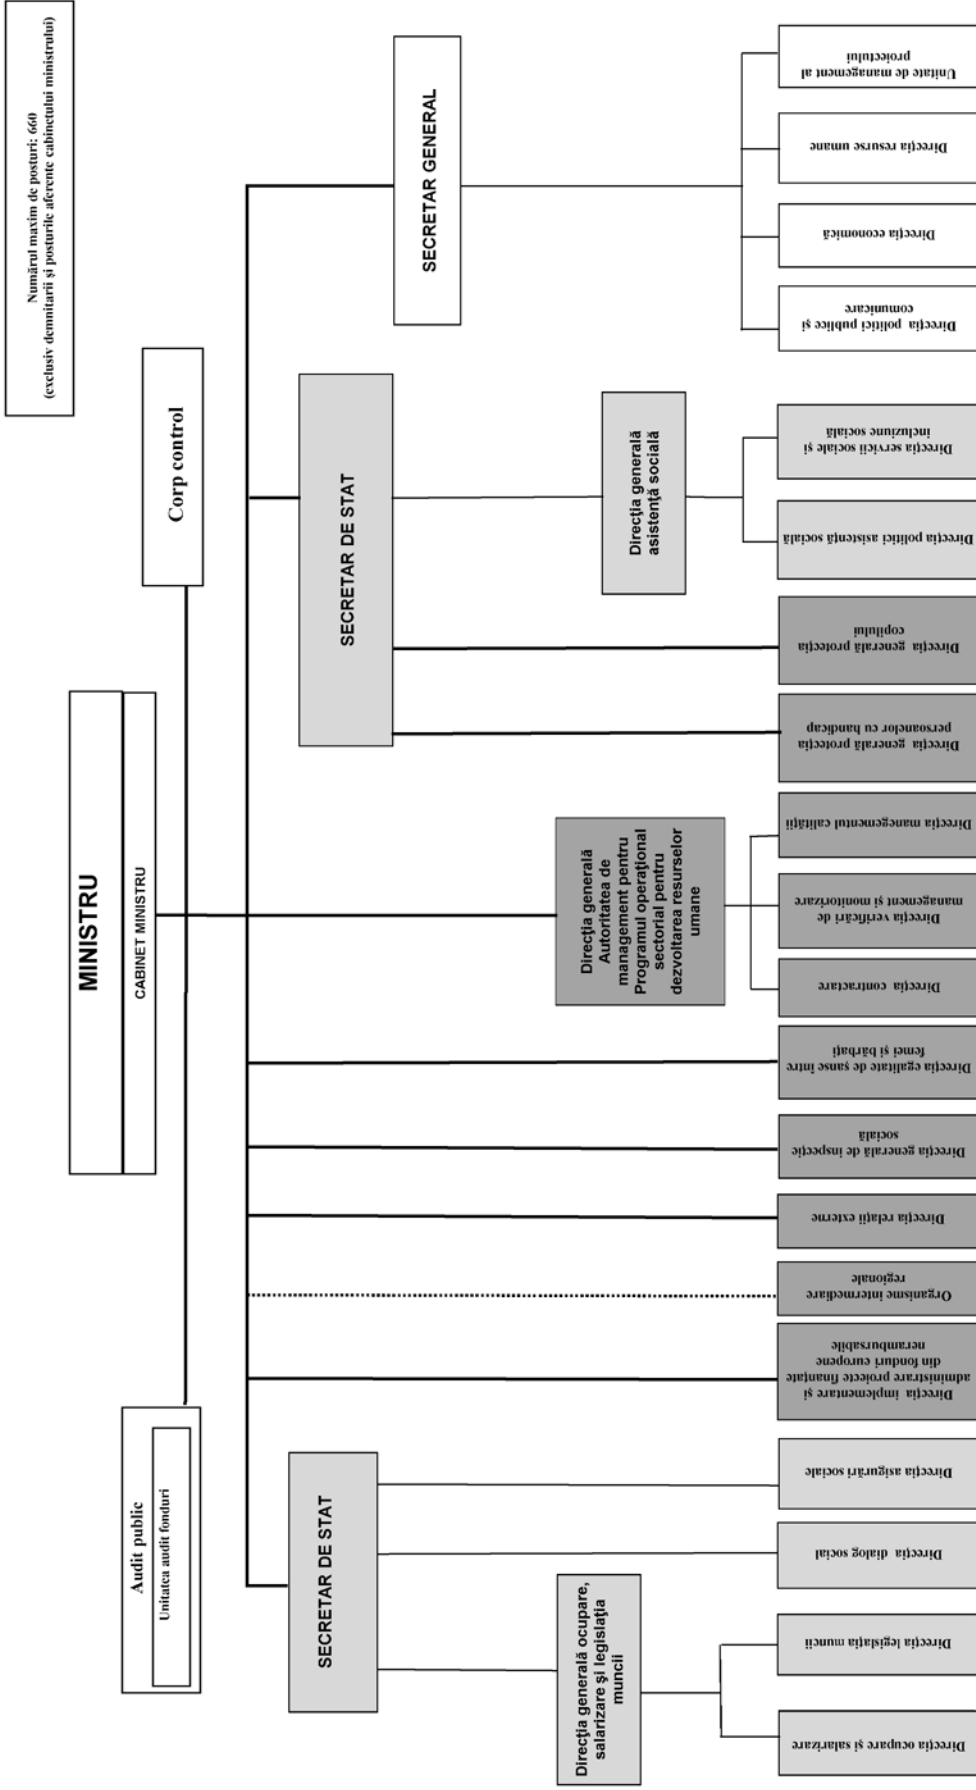 Numărul maxim de posturi: 660
(exclusiv demnitarii și posturile aferente cabinetului ministrului)
MINISTRU
CABINET MINISTRU
Audit public
Unitatea audit fonduri
Corp control
SECRETAR DE STAT
SECRETAR DE STAT
SECRETAR GENERAL
Direcţia generală ocupare,
salarizare şi legislaţia
muncii
Direcţia generală
Autoritatea de
management pentru
Programul operaţional
sectorial pentru
dezvoltarea resurselor
umane
Direcţia generală
asistenţă socială
Direcţia ocupare şi salarizare
Direcţia legislaţia muncii
Direcţia dialog social
Direcţia asigurări sociale
Direcţia implementare şi
administrare proiecte finanţate
din fonduri europene
nerambursabile
Organisme intermediare
regionale
Direcţia relaţii externe
Direcţia generală de inspecţie
socială
Direcţia egalitate de şanse între
femei şi bărbaţi
Direcţia contractare
Direcţia verificări de
management şi monitorizare
Direcţia manegementul calităţii
Direcţia generală protecţia
persoanelor cu handicap
Direcţia generală protecţia
copilului
Direcţia politici asistenţă socială
Direcţia servicii sociale şi
incluziune socială
Direcţia politici publice şi
comunicare
Direcţia economică
Direcţia resurse umane
Unitate de management al
proiectului